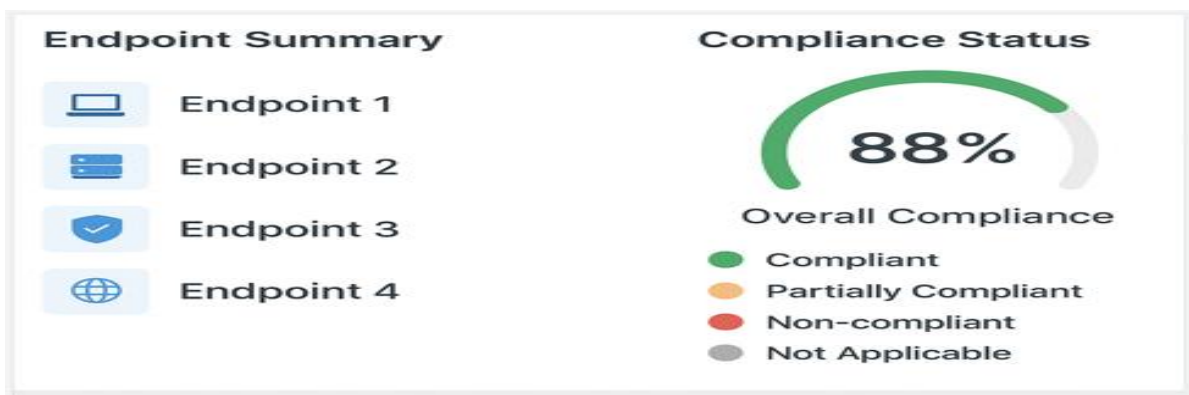 Endpoint Summary
Endpoint 1
Endpoint 2
Endpoint 3
Endpoint 4
Compliance Status
88%
Overall Compliance
Compliant
Partially Compliant
Non-compliant
Not Applicable